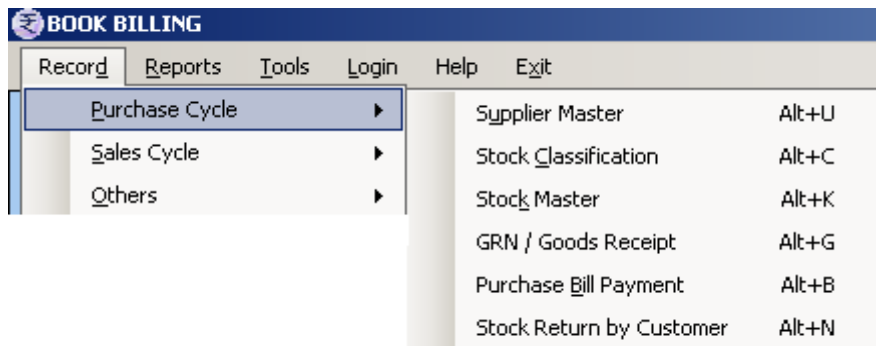 BOOK BILLING
Record Reports Tools Login Help Exit
Purchase Cycle
Sales Cycle
Others
Supplier Master Alt+U
Stock Classification Alt+C
Stock Master Alt+K
GRN / Goods Receipt Alt+G
Purchase Bill Payment Alt+B
Stock Return by Customer Alt+N